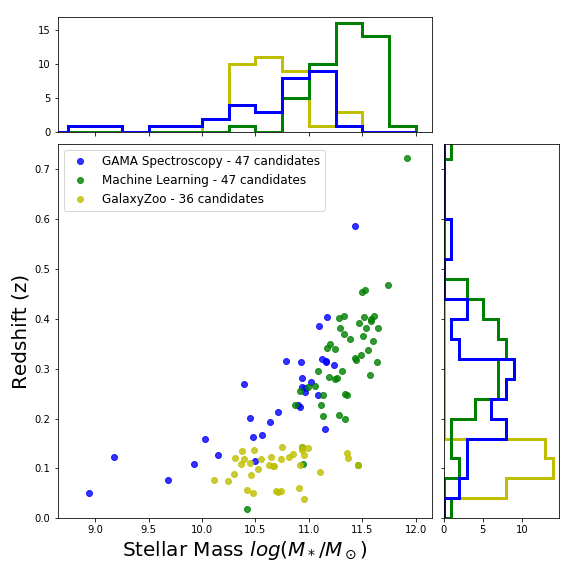 15
10
5
0
0.7
0.6
0.5
0.4
0.3
0.2
0.1
0.0
Redshift (z)
GAMA Spectroscopy - 47 candidates
Machine Learning - 47 candidates
GalaxyZoo - 36 candidates
9.0 9.5 10.0 10.5 11.0 11.5 12.0
Stellar Mass log(M*/M⊙)
0 5 10